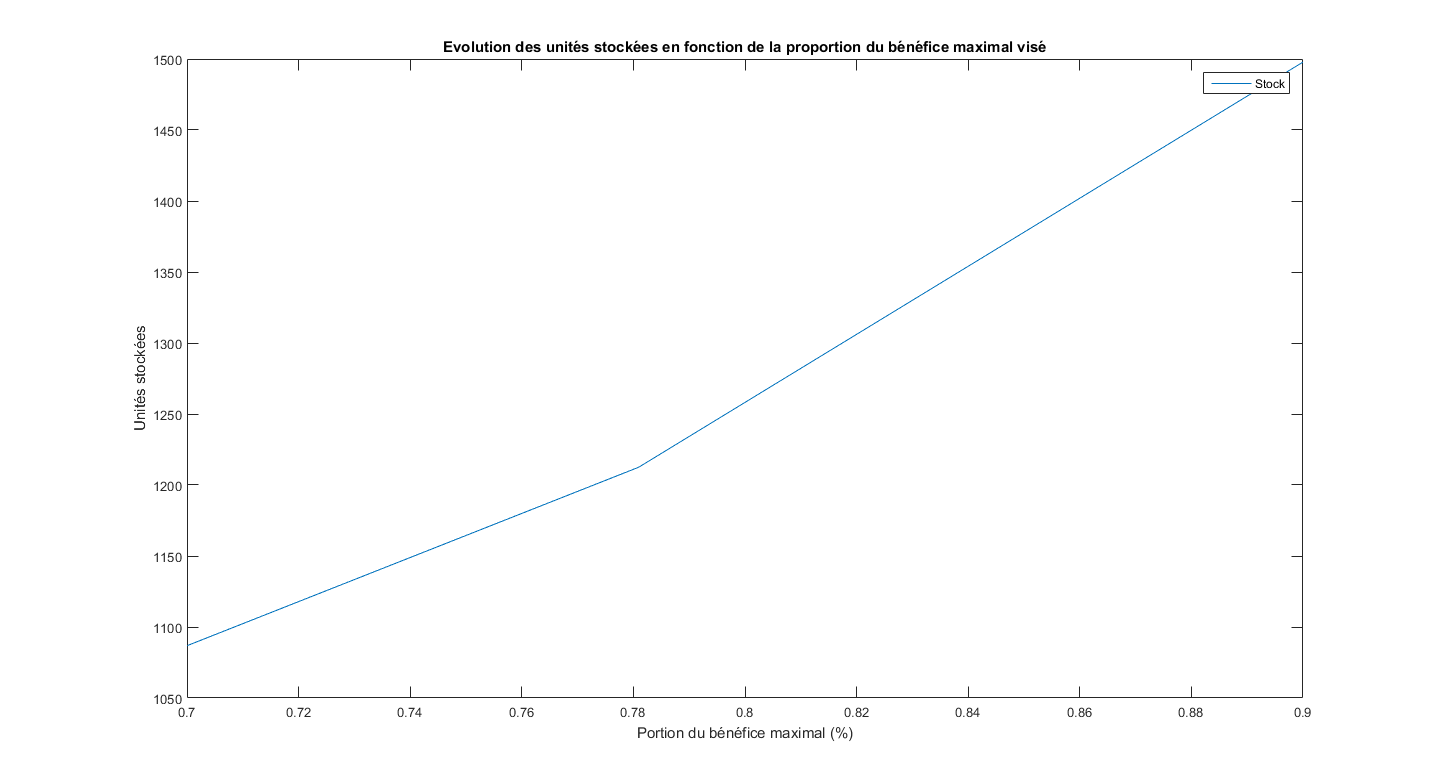 Evolution des unités stockées en fonction de la proportion du bénéfice maximal visé
1500
1450
1400
1350
1300
1250
1200
1150
1100
1050
Unités stockées
Stock
0.7 0.72 0.74 0.76 0.78 0.8 0.82 0.84 0.86 0.88 0.9
Portion du bénéfice maximal (%)